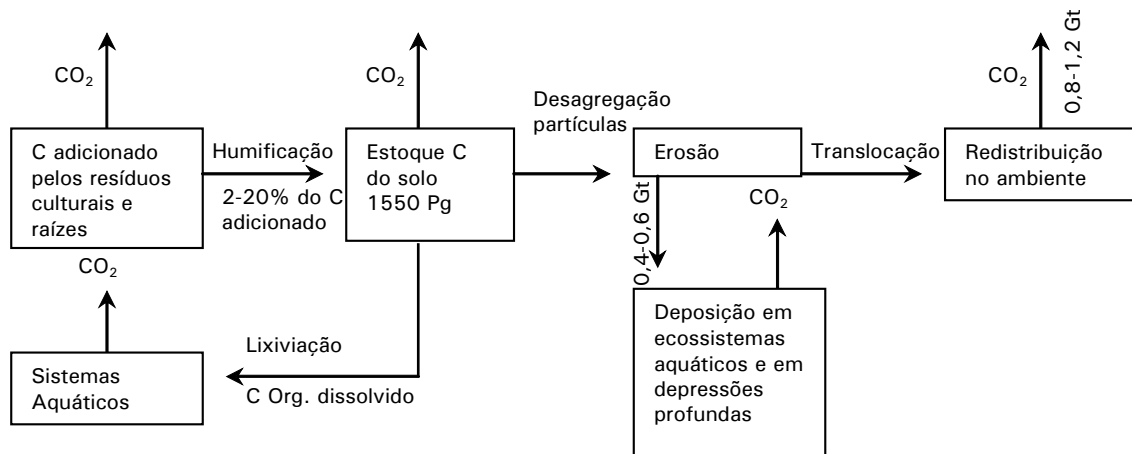 CO₂
CO₂
CO₂
0,8-1,2 Gt
C adicionado
pelos resíduos
culturais e
raízes
Humificação
2-20% do C
adicionado
Estoque C
do solo
1550 Pg
Desagregação
partículas
Erosão
Translocação
Redistribuição
no ambiente
0,4-0,6 Gt
CO₂
Deposição em
ecossistemas
aquáticos e em
depressões
profundas
CO₂
Sistemas
Aquáticos
Lixiviação
C Org. dissolvido